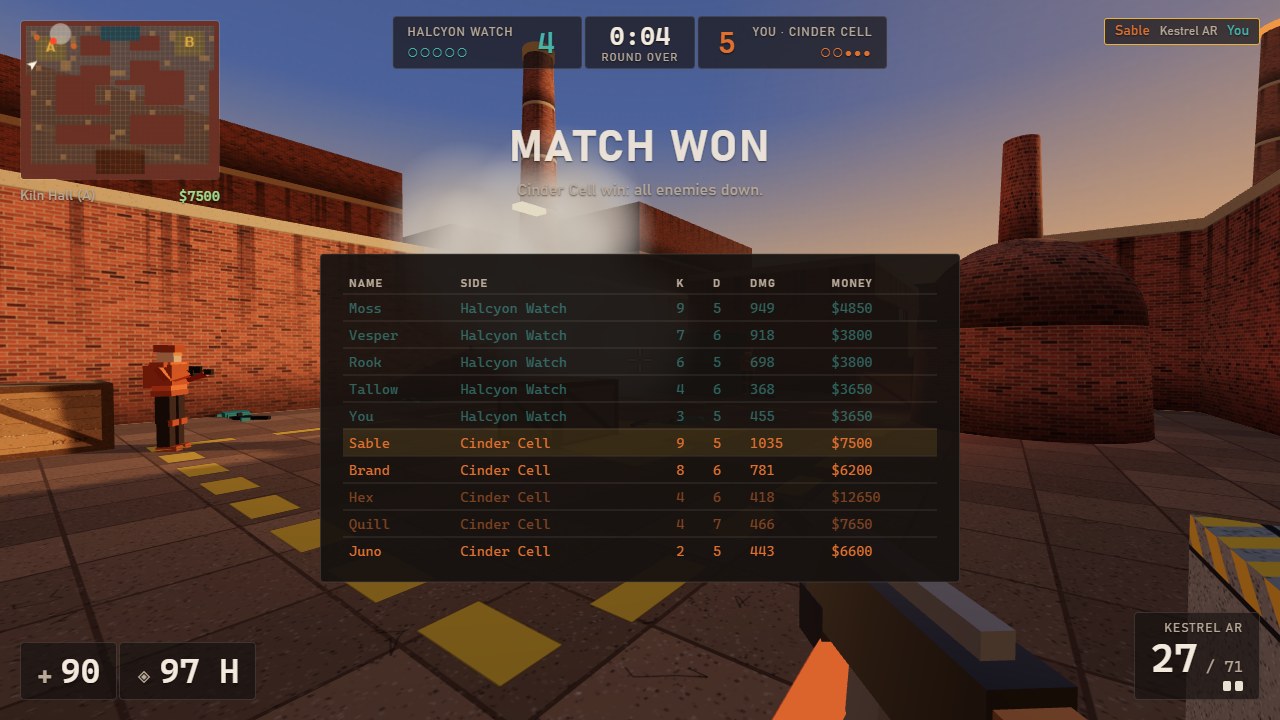 A
B
Kiln Hall (A) $7500
HALCYON WATCH 4
0:04
ROUND OVER
5 YOU · CINDER CELL
Sable Kestrel AR You
MATCH WON
Cinder Cell win: all enemies down.
NAME SIDE K D DMG MONEY
Moss Halcyon Watch 9 5 949 $4850
Vesper Halcyon Watch 7 6 918 $3800
Rook Halcyon Watch 6 5 698 $3800
Tallow Halcyon Watch 4 6 368 $3650
You Halcyon Watch 3 5 455 $3650
Sable Cinder Cell 9 5 1035 $7500
Brand Cinder Cell 8 6 781 $6200
Hex Cinder Cell 4 6 418 $12650
Quill Cinder Cell 4 7 466 $7650
Juno Cinder Cell 2 5 443 $6600
90
97 H
KESTREL AR
27 / 71